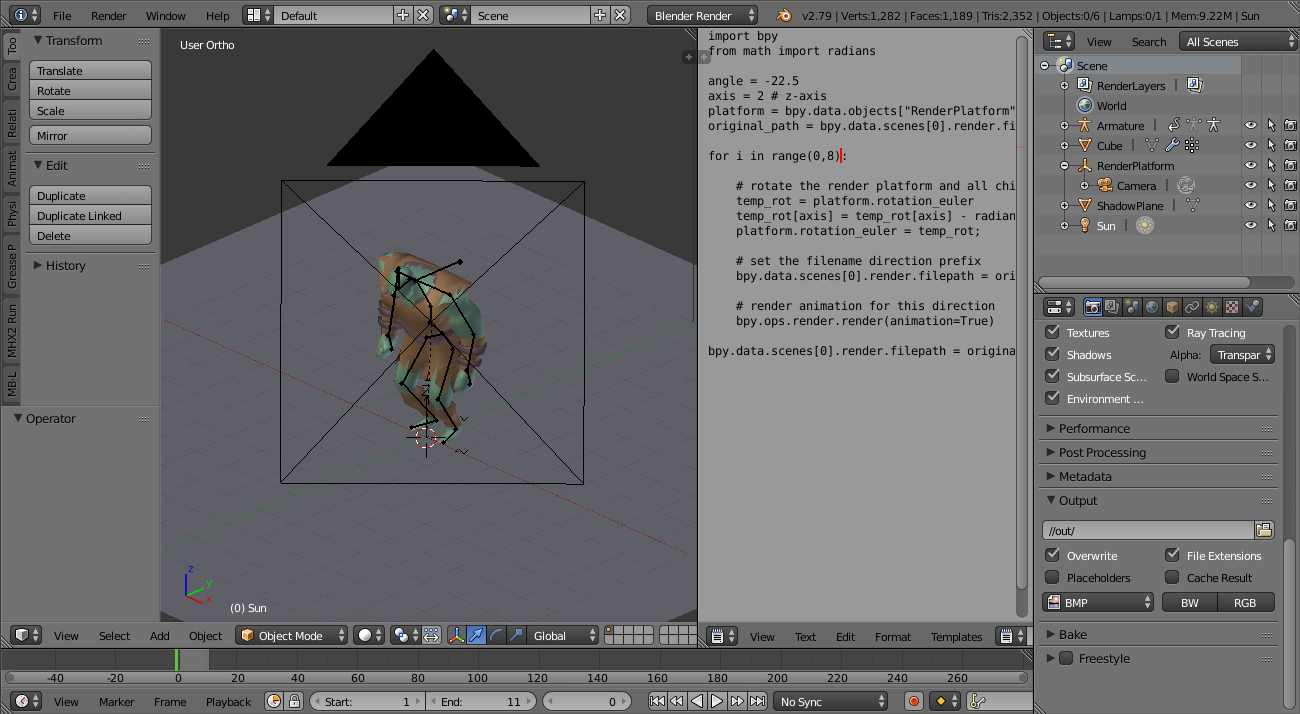 File Render Window Help Default Scene Blender Render v2.79 | Verts:1,282 | Faces:1,189 | Tris:2,352 | Objects:0/6 | Lamps:0/1 | Mem:9.22M | Sun
Too
Crea
Relati
Animat
Physi
Grease P
MHX2 Run
MB-L
Transform
Translate
Rotate
Scale
Mirror
Edit
Duplicate
Duplicate Linked
Delete
History
Operator
User Ortho
z
y
x
(0) Sun
View Select Add Object Object Mode Global
import bpy
from math import radians
angle = -22.5
axis = 2 # z-axis
platform = bpy.data.objects["RenderPlatform"
original_path = bpy.data.scenes[0].render.fi
for i in range(0,8):
# rotate the render platform and all chi
temp_rot = platform.rotation_euler
temp_rot[axis] = temp_rot[axis] - radian
platform.rotation_euler = temp_rot;
# set the filename direction prefix
bpy.data.scenes[0].render.filepath = ori
# render animation for this direction
bpy.ops.render.render(animation=True)
bpy.data.scenes[0].render.filepath = origina
View Text Edit Format Templates
View Search All Scenes
Scene
RenderLayers |
World
Armature |
Cube |
RenderPlatform
Camera |
ShadowPlane |
Sun |
Textures Ray Tracing
Shadows Alpha: Transpar
Subsurface Sc... World Space S...
Environment ...
Performance
Post Processing
Metadata
Output
//out/
Overwrite File Extensions
Placeholders Cache Result
BMP BW RGB
Bake
Freestyle
-40 -20 0 20 40 60 80 100 120 140 160 180 200 220 240 260
View Marker Frame Playback Start: 1 End: 11 0 No Sync